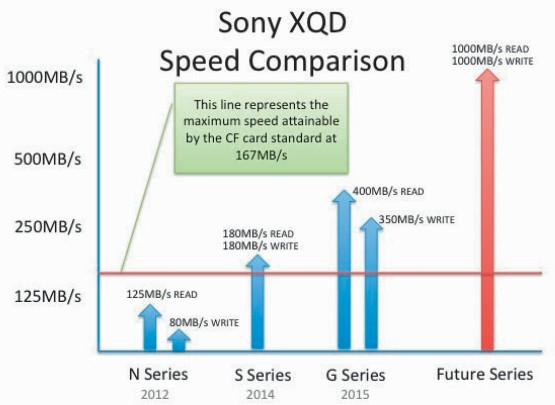 Sony XQD
Speed Comparison
1000MB/s READ
1000MB/s WRITE
1000MB/s
This line represents the
maximum speed attainable
by the CF card standard at
167MB/s
500MB/s
400MB/s READ
350MB/s WRITE
250MB/s
180MB/s READ
180MB/s WRITE
125MB/s
125MB/s READ
80MB/s WRITE
N Series
2012
S Series
2014
G Series
2015
Future Series